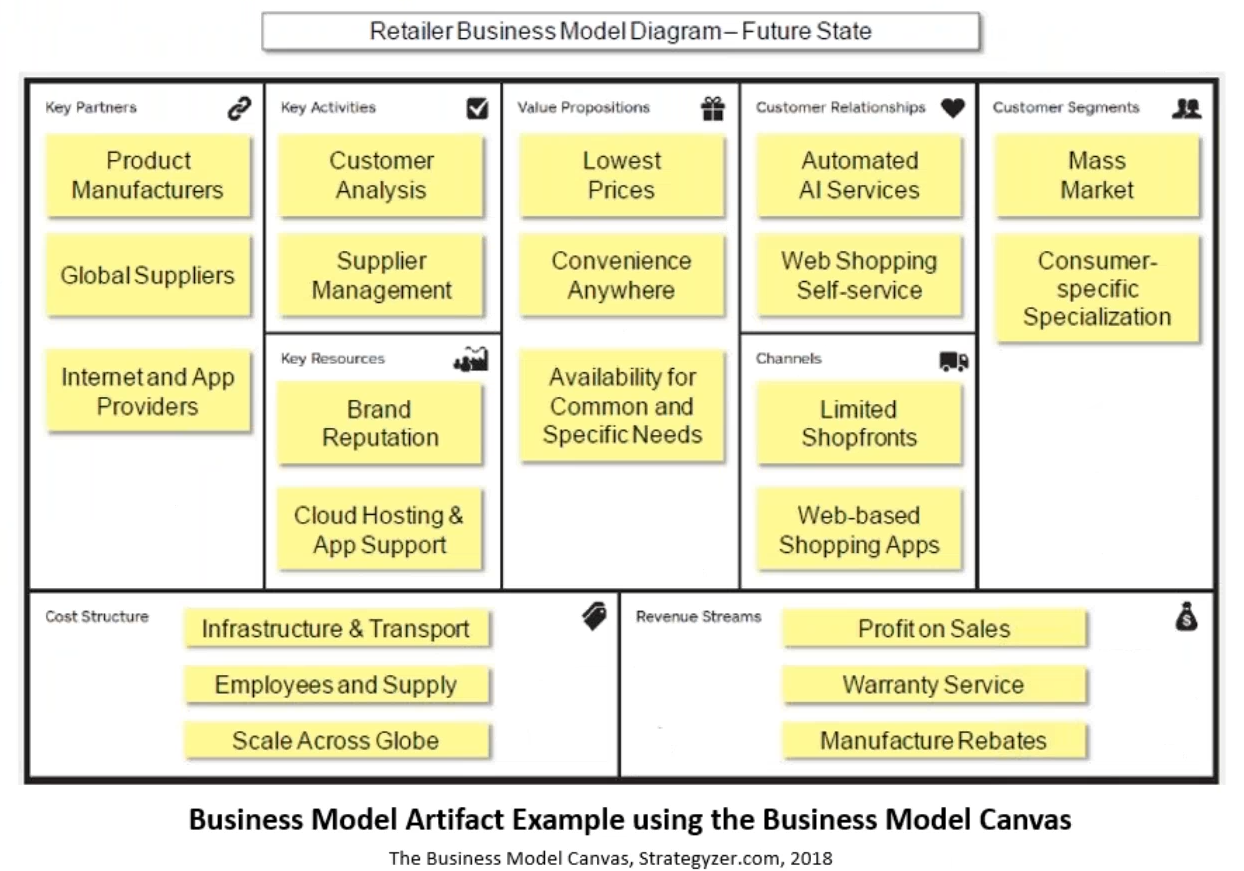 Retailer Business Model Diagram – Future State
Key Partners
Product
Manufacturers
Global Suppliers
Internet and App
Providers
Key Activities
Customer
Analysis
Supplier
Management
Key Resources
Brand
Reputation
Cloud Hosting &
App Support
Value Propositions
Lowest
Prices
Convenience
Anywhere
Availability for
Common and
Specific Needs
Customer Relationships
Automated
AI Services
Web Shopping
Self-service
Channels
Limited
Shopfronts
Web-based
Shopping Apps
Customer Segments
Mass
Market
Consumer-
specific
Specialization
Cost Structure
Infrastructure & Transport
Employees and Supply
Scale Across Globe
Revenue Streams
$
Profit on Sales
Warranty Service
Manufacture Rebates
Business Model Artifact Example using the Business Model Canvas
The Business Model Canvas, Strategyzer.com, 2018